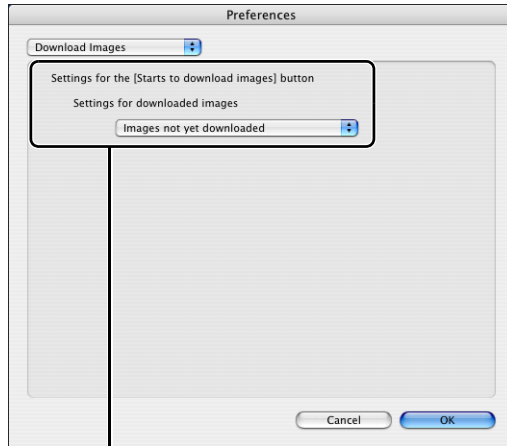 Preferences
Download Images
Settings for the [Starts to download images] button
Settings for downloaded images
Images not yet downloaded
Cancel
OK